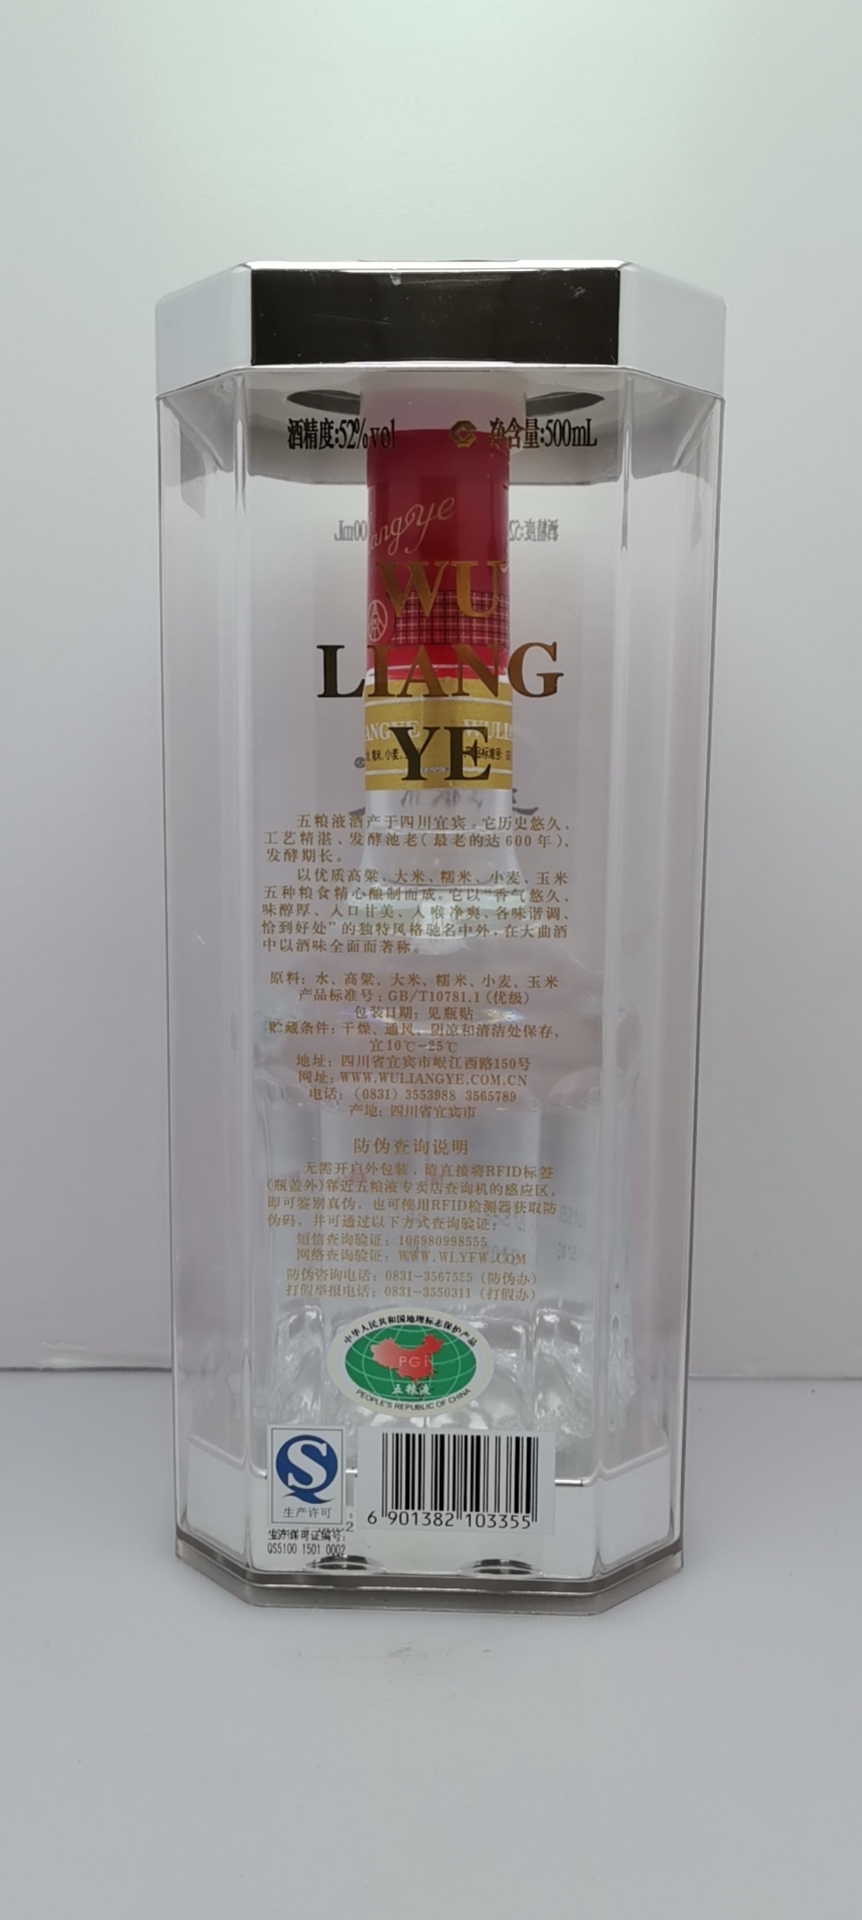 酒精度:52%vol 净含量:500mL
angye
WU
LIANG
YE
ANGYE WULI
五粮液酒产于四川宜宾。它历史悠久、
工艺精湛、发酵池老(最老的达600年)、
发酵期长。
以优质高粱、大米、糯米、小麦、玉米
五种粮食精心酿制而成。它以“香气悠久、
味醇厚、入口甘美、入喉净爽、各味谐调、
恰到好处”的独特风格驰名中外,在大曲酒
中以酒味全面而著称。
原料：水、高粱、大米、糯米、小麦、玉米
产品标准号：GB/T10781.1(优级)
包装日期：见瓶贴
贮藏条件：干燥、通风、阴凉和清洁处保存,
宜10℃-25℃
地址：四川省宜宾市岷江西路150号
网址：WWW.WULIANGYE.COM.CN
电话：(0831) 3553988 3565789
产地：四川省宜宾市
防伪查询说明
无需开启外包装，请直接将RFID标签
(瓶盖外)靠近五粮液专卖店查询机的感应区,
即可鉴别真伪，也可使用RFID检测器获取防
伪码，并可通过以下方式查询验证：
短信查询验证：106980998555
网络查询验证：WWW.WLYFW.COM
防伪咨询电话：0831-3567555 (防伪办)
打假举报电话：0831-3550311 (打假办)
中华人民共和国地理标志保护产品
PGI
五粮液
PEOPLE'S REPUBLIC OF CHINA
S
生产许可
生产许可证编号:
QS5100 1501 0002
6 901382 103355